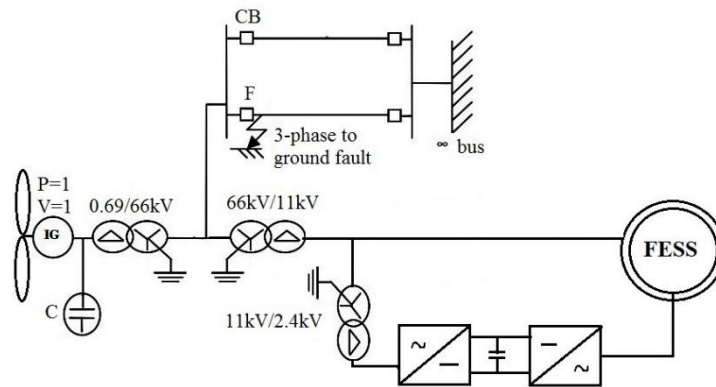 CB
F
3-phase to
ground fault
∞ bus
P=1
V=1
0.69/66kV
66kV/11kV
IG
FESS
C
11kV/2.4kV